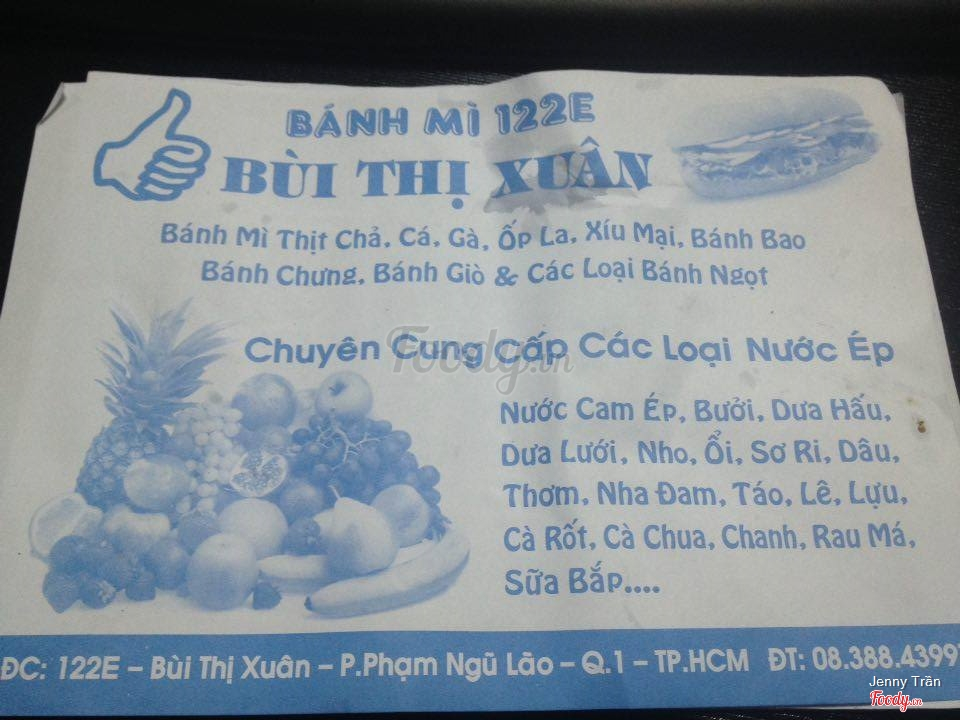 BÁNH MÌ 122E
BÙI THỊ XUÂN
Bánh Mì Thịt Chả, Cá, Gà, Ốp La, Xíu Mại, Bánh Bao
Bánh Chưng, Bánh Giò & Các Loại Bánh Ngọt
Chuyên Cung Cấp Các Loại Nước Ép
Foody.vn
Nước Cam Ép, Bưởi, Dưa Hấu,
Dưa Lưới, Nho, Ổi, Sơ Ri, Dâu,
Thơm, Nha Đam, Táo, Lê, Lựu,
Cà Rốt, Cà Chua, Chanh, Rau Má,
Sữa Bắp....
ĐC: 122E – Bùi Thị Xuân – P.Phạm Ngũ Lão – Q.1 – TP.HCM ĐT: 08.388.4399
Jenny Trần
Foody.vn